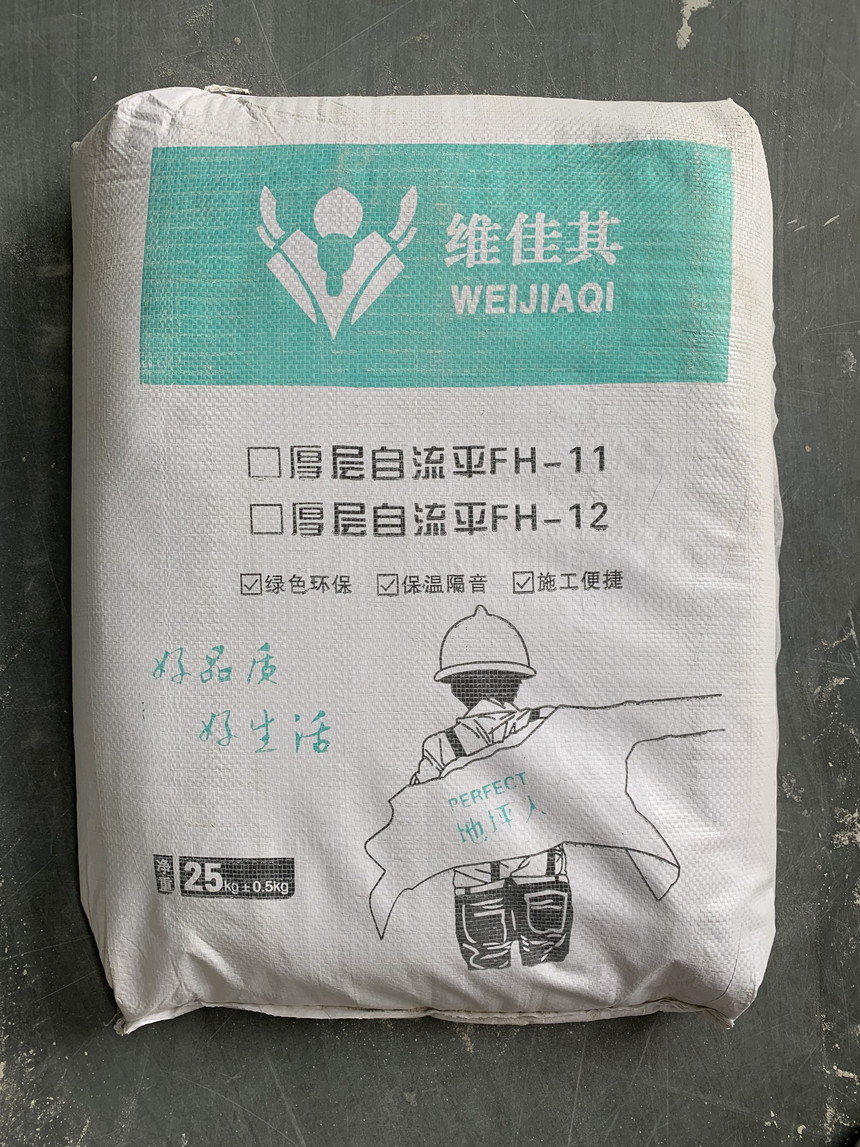 维佳其
WEIJIAQI
□厚层自流平FH-11
□厚层自流平FH-12
☑绿色环保 ☑保温隔音 ☑施工便捷
好品质
好生活
PERFECT
地坪人
净重 25kg±0.5kg